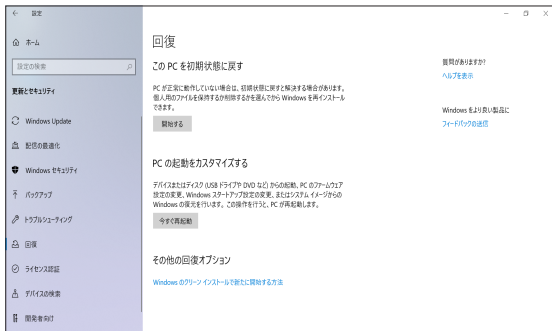 設定
ホーム
設定の検索
更新とセキュリティ
Windows Update
配信の最適化
Windows セキュリティ
バックアップ
トラブルシューティング
回復
ライセンス認証
デバイスの検索
開発者向け
回復
この PC を初期状態に戻す
PC が正常に動作していない場合は、初期状態に戻すと解決する場合があります。
個人用のファイルを保持するか削除するかを選んでから Windows を再インストール
できます。
開始する
PC の起動をカスタマイズする
デバイスまたはディスク (USB ドライブや DVD など) からの起動、PC のファームウェア
設定の変更、Windows スタートアップ設定の変更、またはシステム イメージからの
Windows の復元を行います。この操作を行うと、PC が再起動します。
今すぐ再起動
その他の回復オプション
Windows のクリーン インストールで新たに開始する方法
質問がありますか?
ヘルプを表示
Windows をより良い製品に
フィードバックの送信